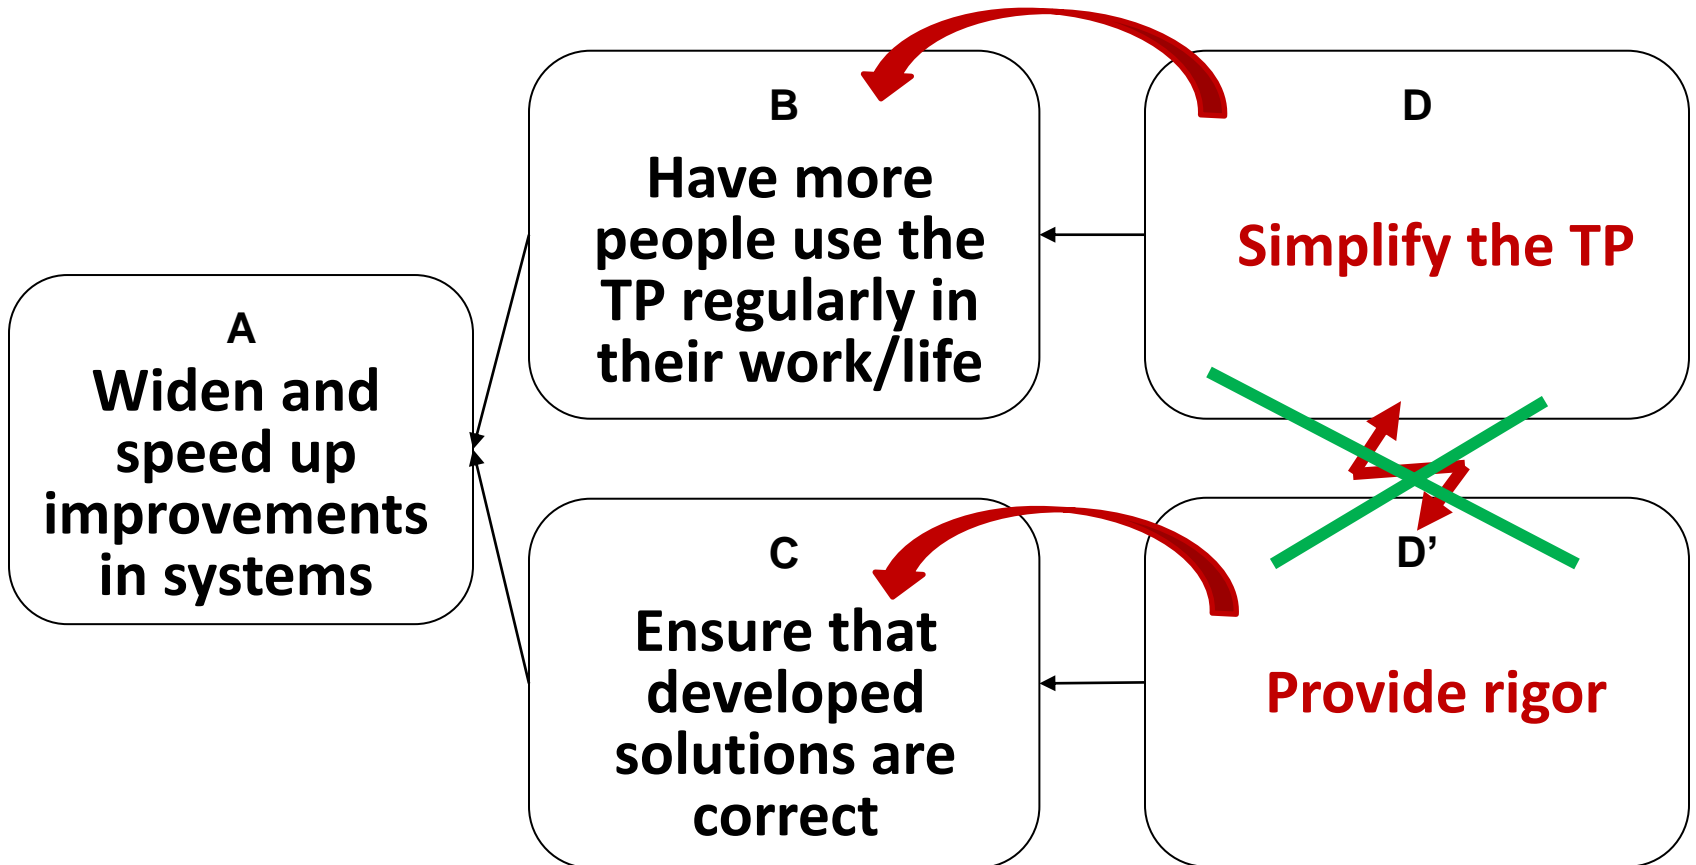 A
Widen and
speed up
improvements
in systems
B
Have more
people use the
TP regularly in
their work/life
C
Ensure that
developed
solutions are
correct
D
Simplify the TP
D’
Provide rigor